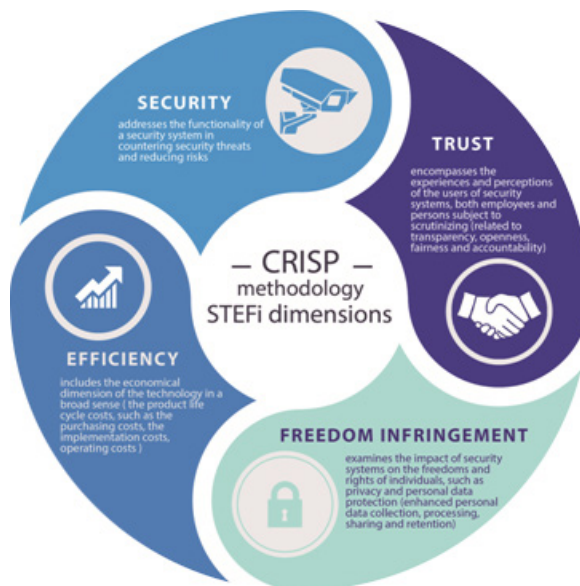 SECURITY
addresses the functionality of
a security system in
countering security threats
and reducing risks
TRUST
encompasses the
experiences and perceptions
of the users of security
systems, both employees and
persons subject to
scrutinizing (related to
transparency, openness,
fairness and accountability)
– CRISP –
methodology
STEFi dimensions
EFFICIENCY
includes the economical
dimension of the technology in a
broad sense ( the product life
cycle costs, such as the
purchasing costs, the
implementation costs,
operating costs )
FREEDOM INFRINGEMENT
examines the impact of security
systems on the freedoms and
rights of individuals, such as
privacy and personal data
protection (enhanced personal
data collection, processing,
sharing and retention)